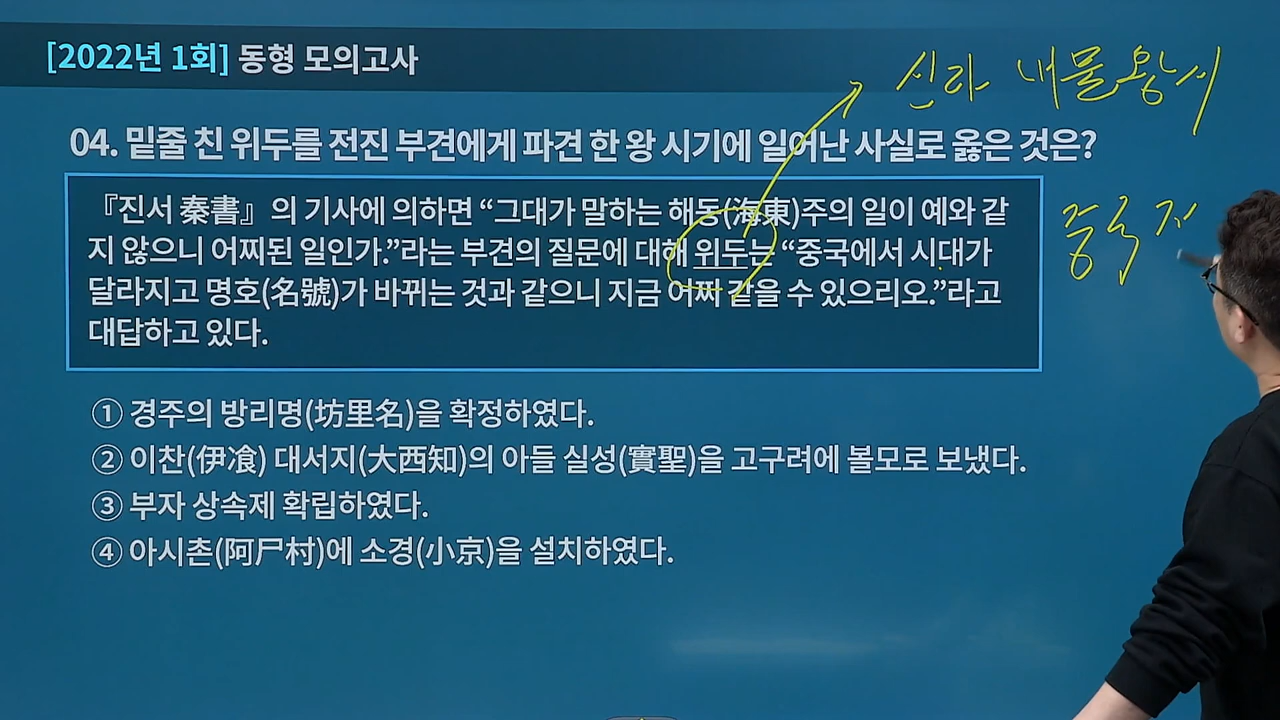 [2022년 1회] 동형 모의고사
신라 내물왕시
04. 밑줄 친 위두를 전진 부견에게 파견 한 왕 시기에 일어난 사실로 옳은 것은?
『진서 秦書』의 기사에 의하면 “그대가 말하는 해동(海東)주의 일이 예와 같
지 않으니 어찌된 일인가.”라는 부견의 질문에 대해 위두는 “중국에서 시대가
달라지고 명호(名號)가 바뀌는 것과 같으니 지금 어찌 같을 수 있으리오.”라고
대답하고 있다.
중국 저
① 경주의 방리명(坊里名)을 확정하였다.
② 이찬(伊飡) 대서지(大西知)의 아들 실성(實聖)을 고구려에 볼모로 보냈다.
③ 부자 상속제 확립하였다.
④ 아시촌(阿尸村)에 소경(小京)을 설치하였다.